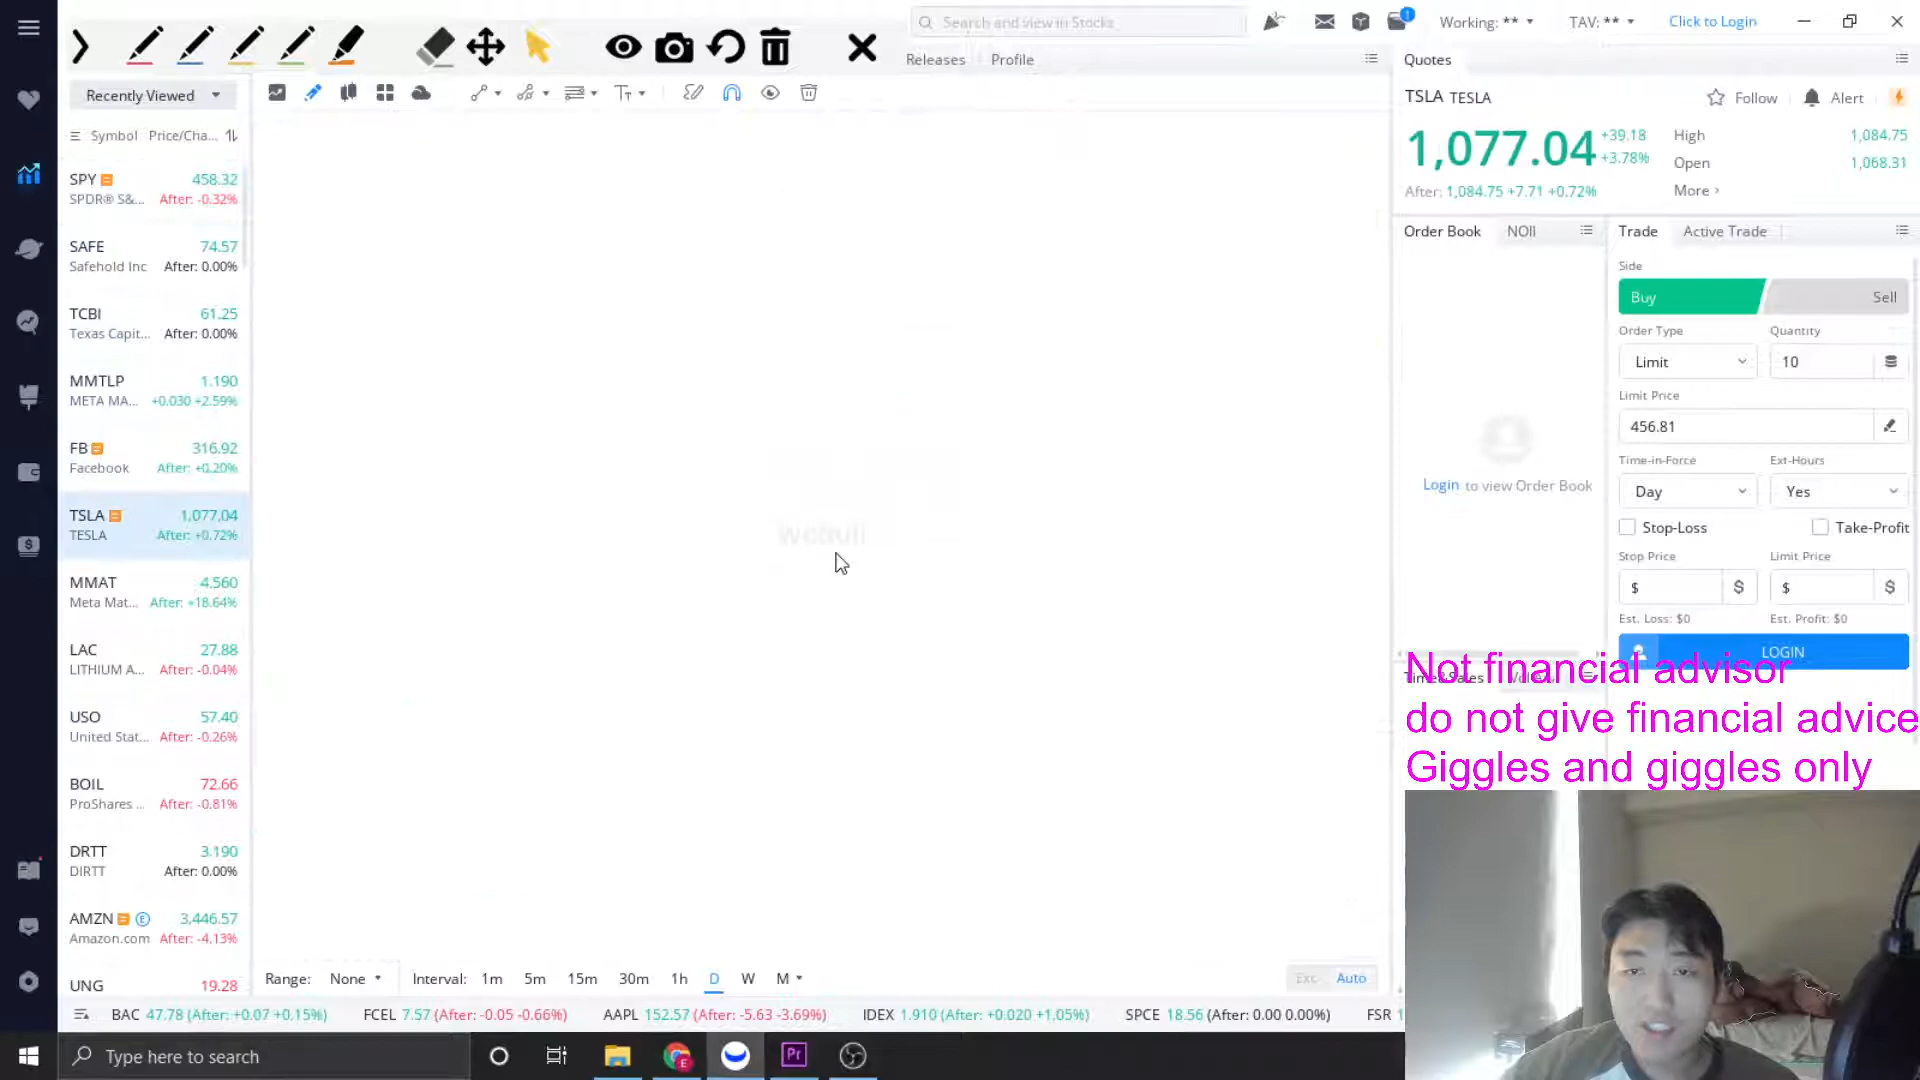 Search and view in Stocks
1
Working: **
TAV: **
Click to Login
Releases
Profile
Quotes
Recently Viewed
TSLA TESLA
Follow
Alert
1,077.04
+39.18
+3.78%
High 1,084.75
Open 1,068.31
After: 1,084.75 +7.71 +0.72%
More
Symbol Price/Cha...
SPY 458.32
SPDR® S&... After: -0.32%
SAFE 74.57
Safehold Inc After: 0.00%
TCBI 61.25
Texas Capit... After: 0.00%
MMTLP 1.190
META MA... +0.030 +2.59%
FB 316.92
Facebook After: +0.20%
TSLA 1,077.04
TESLA After: +0.72%
MMAT 4.560
Meta Mat... After: +18.64%
LAC 27.88
LITHIUM A... After: -0.04%
USO 57.40
United Stat... After: -0.26%
BOIL 72.66
ProShares ... After: -0.81%
DRTT 3.190
DIRTT After: 0.00%
AMZN E 3,446.57
Amazon.com After: -4.13%
UNG 19.28
webull
Order Book
NOII
Login to view Order Book
Trade
Active Trade
Side
Buy
Sell
Order Type
Quantity
Limit
10
Limit Price
456.81
Time-in-Force
Ext-Hours
Day
Yes
Stop-Loss
Take-Profit
Stop Price
Limit Price
$ $
$ $
Est. Loss: $0
Est. Profit: $0
LOGIN
Time&Sales
Not financial advisor
do not give financial advice
Giggles and giggles only
Range: None
Interval: 1m 5m 15m 30m 1h D W M
Exc Auto
BAC 47.78 (After: +0.07 +0.15%)
FCEL 7.57 (After: -0.05 -0.66%)
AAPL 152.57 (After: -5.63 -3.69%)
IDEX 1.910 (After: +0.020 +1.05%)
SPCE 18.56 (After: 0.00 0.00%)
FSR 1
Type here to search
E
Pr